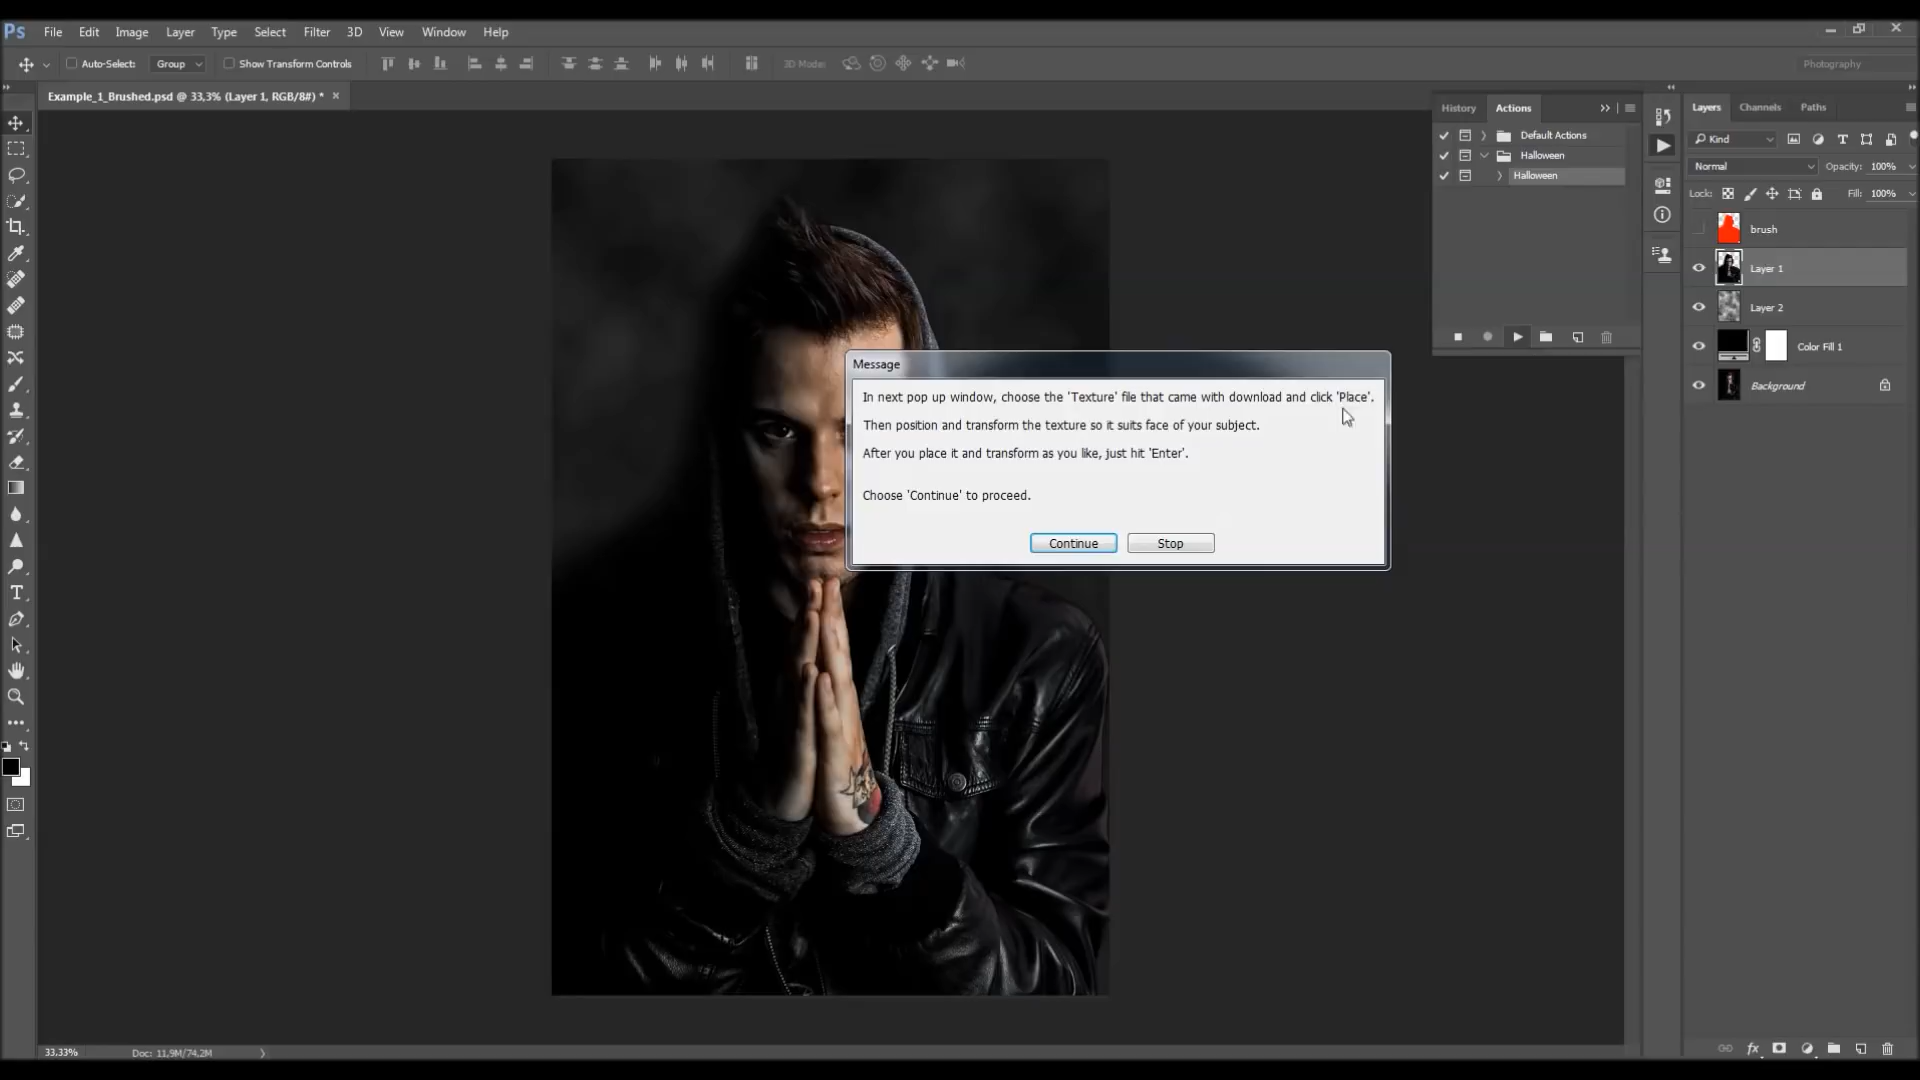 Ps File Edit Image Layer Type Select Filter 3D View Window Help
Auto-Select: Group Show Transform Controls 3D Mode: Photography
Example_1_Brushed.psd @ 33,3% (Layer 1, RGB/8#) * ×
History Actions
Default Actions
Halloween
Halloween
Layers Channels Paths
Kind
Normal Opacity: 100%
Lock: Fill: 100%
brush
Layer 1
Layer 2
Color Fill 1
Background
Message
In next pop up window, choose the 'Texture' file that came with download and click 'Place'.
Then position and transform the texture so it suits face of your subject.
After you place it and transform as you like, just hit 'Enter'.
Choose 'Continue' to proceed.
Continue Stop
33,33% Doc: 11,9M/74,2M